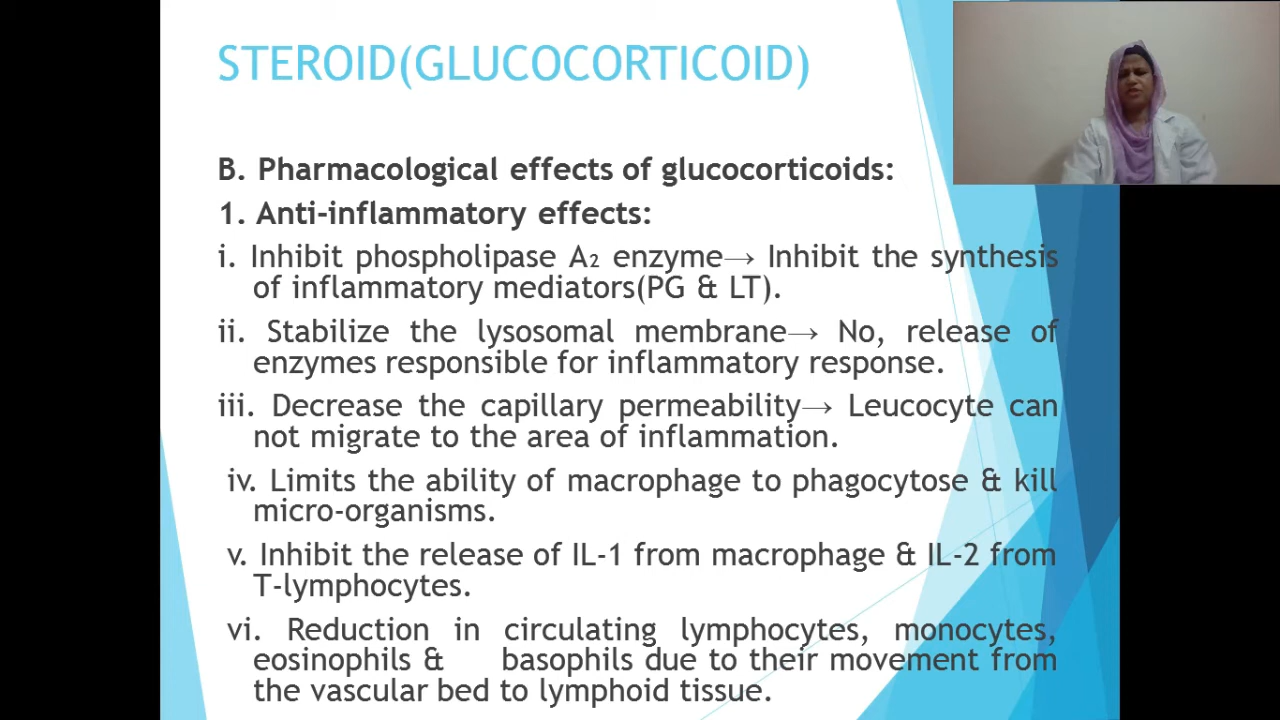 STEROID(GLUCOCORTICOID)
B. Pharmacological effects of glucocorticoids:
1. Anti-inflammatory effects:
i. Inhibit phospholipase A₂ enzyme→ Inhibit the synthesis
of inflammatory mediators(PG & LT).
ii. Stabilize the lysosomal membrane→ No, release of
enzymes responsible for inflammatory response.
iii. Decrease the capillary permeability→ Leucocyte can
not migrate to the area of inflammation.
iv. Limits the ability of macrophage to phagocytose & kill
micro-organisms.
v. Inhibit the release of IL-1 from macrophage & IL-2 from
T-lymphocytes.
vi. Reduction in circulating lymphocytes, monocytes,
eosinophils & basophils due to their movement from
the vascular bed to lymphoid tissue.